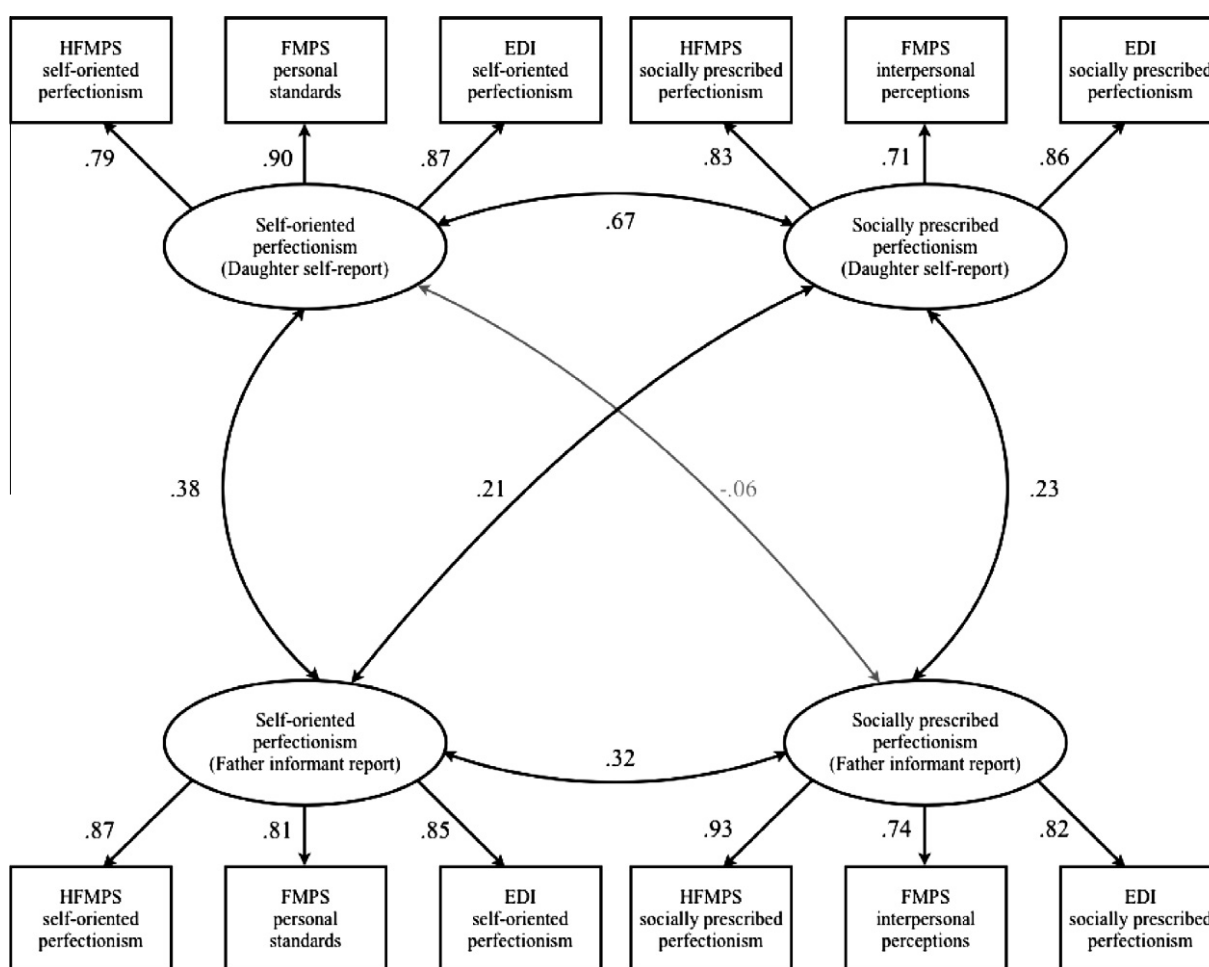 HFMPS
self-oriented
perfectionism
FMPS
personal
standards
EDI
self-oriented
perfectionism
HFMPS
socially prescribed
perfectionism
FMPS
interpersonal
perceptions
EDI
socially prescribed
perfectionism
.79
.90
.87
.83
.71
.86
Self-oriented
perfectionism
(Daughter self-report)
.67
Socially prescribed
perfectionism
(Daughter self-report)
.38
.21
-.06
.23
Self-oriented
perfectionism
(Father informant report)
.32
Socially prescribed
perfectionism
(Father informant report)
.87
.81
.85
.93
.74
.82
HFMPS
self-oriented
perfectionism
FMPS
personal
standards
EDI
self-oriented
perfectionism
HFMPS
socially prescribed
perfectionism
FMPS
interpersonal
perceptions
EDI
socially prescribed
perfectionism